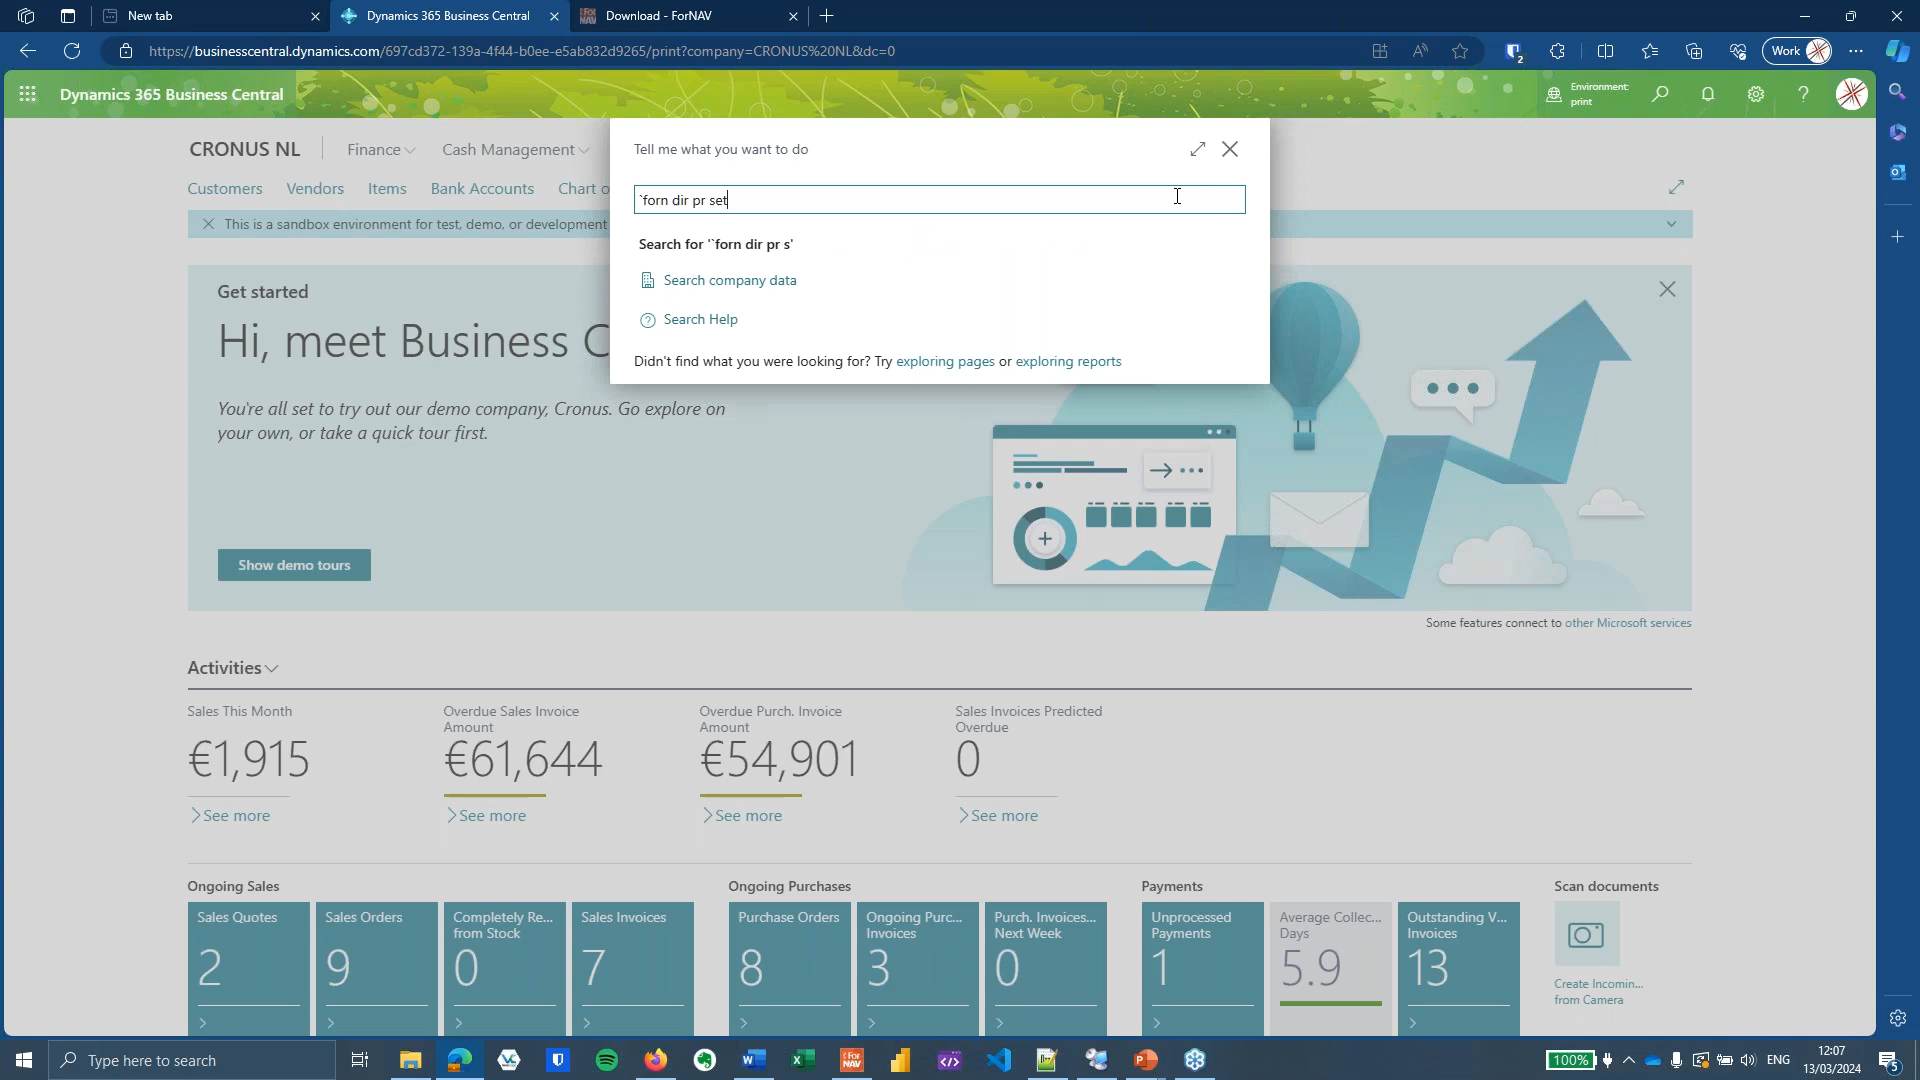 New tab
Dynamics 365 Business Central
Download - ForNAV
https://businesscentral.dynamics.com/697cd372-139a-4f44-b0ee-e5ab832d9265/print?company=CRONUS%20NL&dc=0
2
Work
Dynamics 365 Business Central
Environment:
print
CRONUS NL
Finance
Cash Management
Tell me what you want to do
Customers
Vendors
Items
Bank Accounts
Chart o
`forn dir pr set
This is a sandbox environment for test, demo, or development
Search for '`forn dir pr s'
Search company data
Search Help
Didn't find what you were looking for? Try exploring pages or exploring reports
Get started
Hi, meet Business C
You're all set to try out our demo company, Cronus. Go explore on
your own, or take a quick tour first.
Show demo tours
Some features connect to other Microsoft services
Activities
Sales This Month
€1,915
See more
Overdue Sales Invoice
Amount
€61,644
See more
Overdue Purch. Invoice
Amount
€54,901
See more
Sales Invoices Predicted
Overdue
0
See more
Ongoing Sales
Ongoing Purchases
Payments
Scan documents
Sales Quotes
2
Sales Orders
9
Completely Re...
from Stock
0
Sales Invoices
7
Purchase Orders
8
Ongoing Purc...
Invoices
3
Purch. Invoices...
Next Week
0
Unprocessed
Payments
1
Average Collec...
Days
5.9
Outstanding V...
Invoices
13
Create Incomin...
from Camera
Type here to search
100%
ENG
12:07
13/03/2024
5